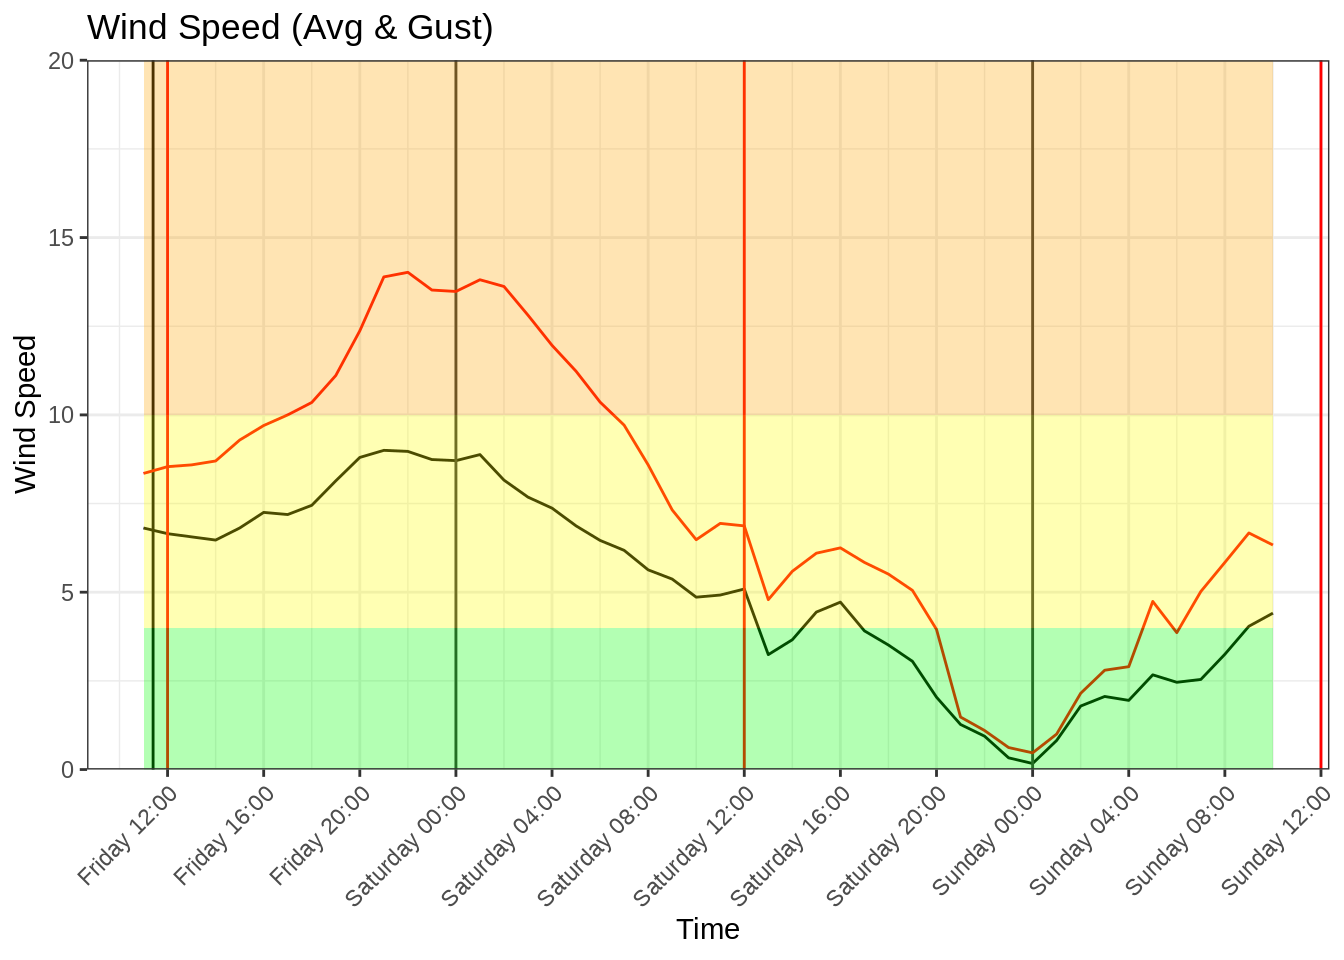 Wind Speed (Avg & Gust)
20
15
10
5
0
Wind Speed
Friday 12:00
Friday 16:00
Friday 20:00
Saturday 00:00
Saturday 04:00
Saturday 08:00
Saturday 12:00
Saturday 16:00
Saturday 20:00
Sunday 00:00
Sunday 04:00
Sunday 08:00
Sunday 12:00
Time